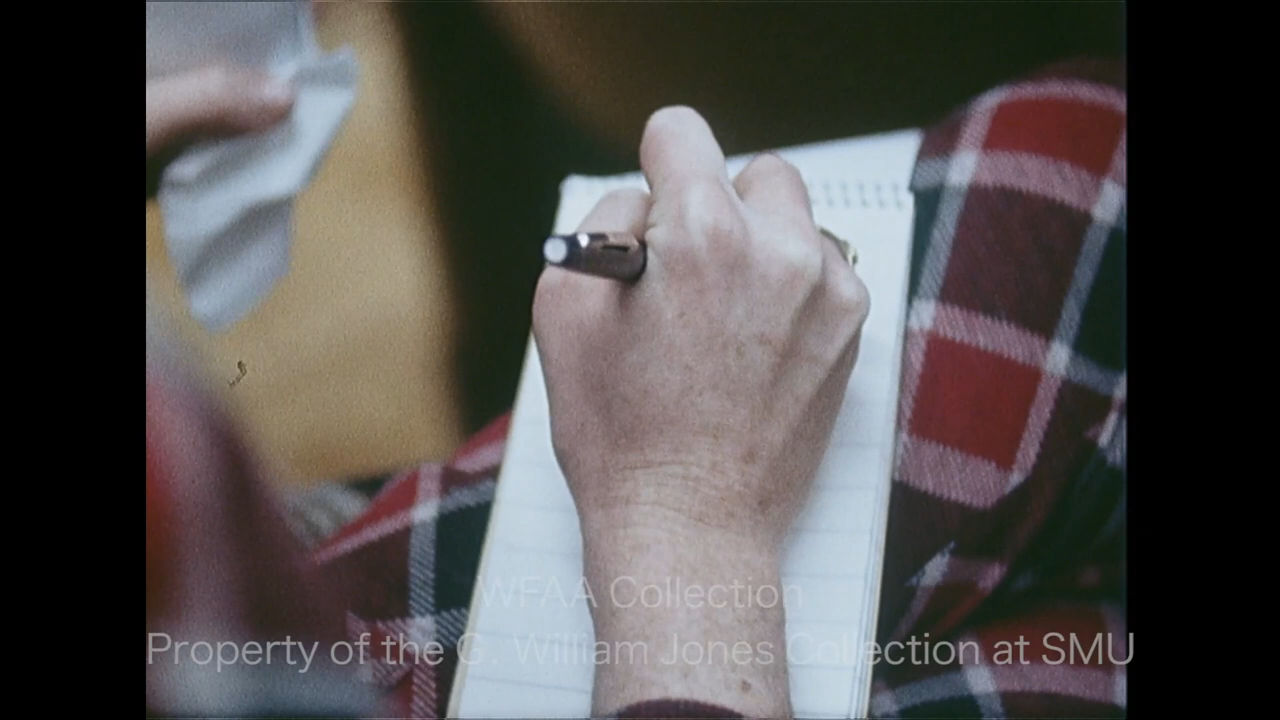 WFAA Collection
Property of the G. William Jones Collection at SMU